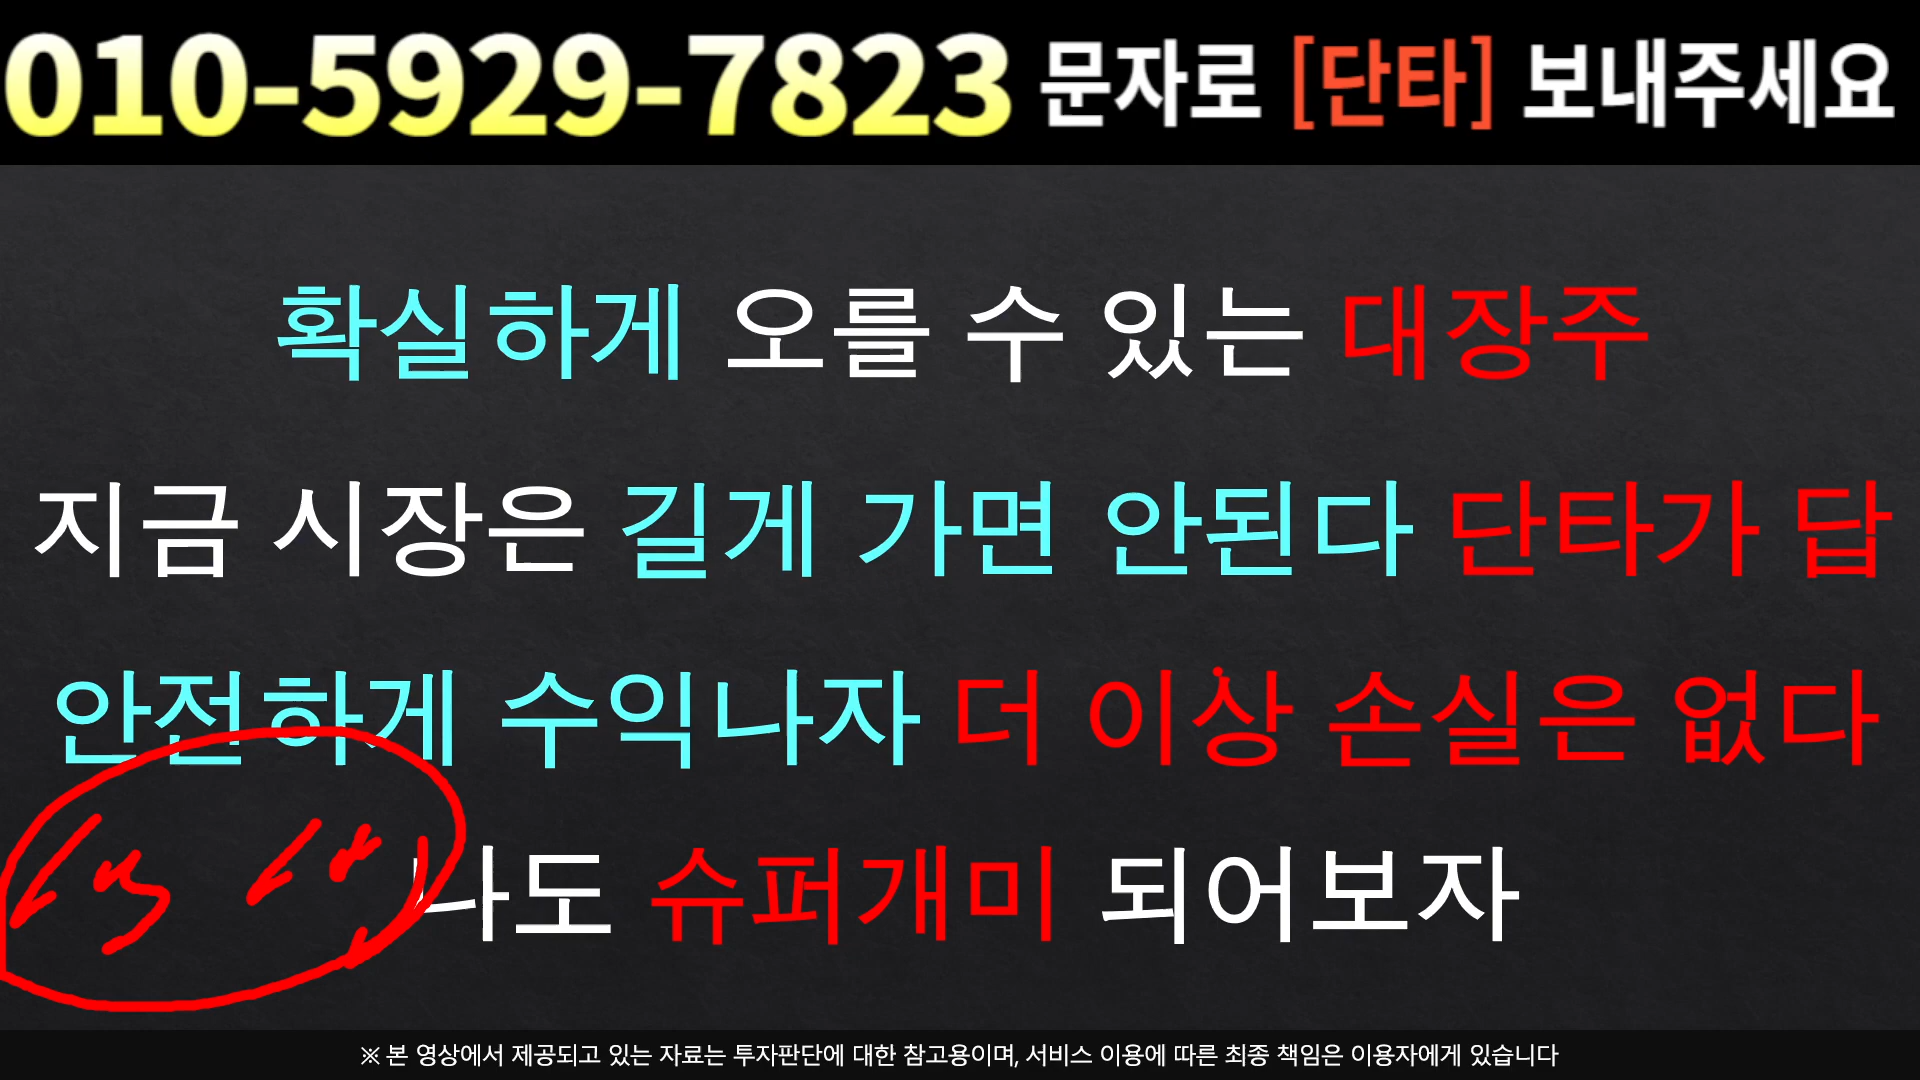 010-5929-7823 문자로 [단타] 보내주세요
확실하게 오를 수 있는 대장주
지금 시장은 길게 가면 안된다 단타가 답
안전하게 수익나자 더 이상 손실은 없다
나도 슈퍼개미 되어보자
※ 본 영상에서 제공되고 있는 자료는 투자판단에 대한 참고용이며, 서비스 이용에 따른 최종 책임은 이용자에게 있습니다